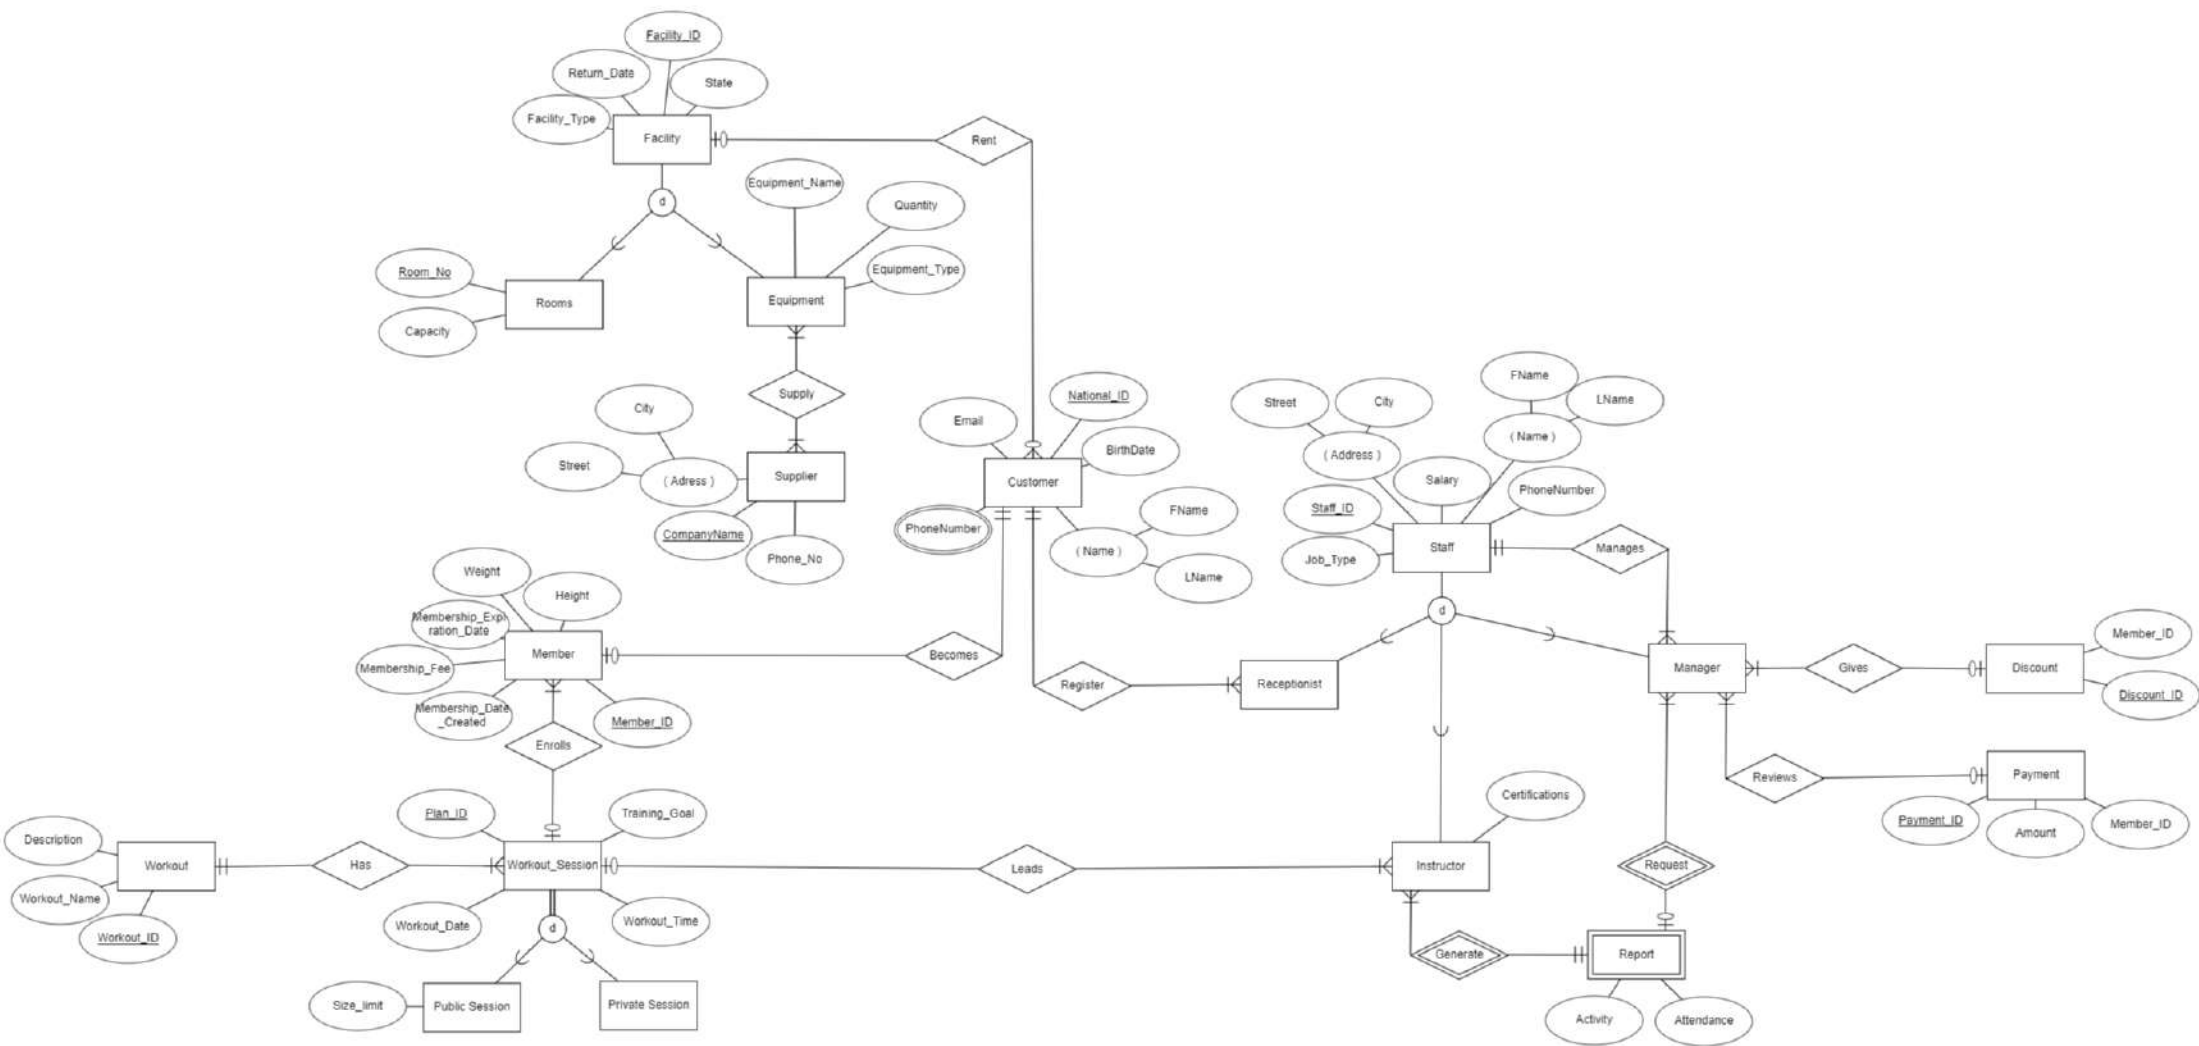 Facility_ID
Return_Date
State
Facility_Type
Facility
Rent
d
Equipment_Name
Quantity
Equipment_Type
Room_No
Capacity
Rooms
Equipment
Supply
City
Street
( Adress )
Supplier
CompanyName
Phone_No
Email
National_ID
BirthDate
Customer
PhoneNumber
FName
( Name )
LName
FName
LName
( Name )
Street
City
( Address )
Salary
PhoneNumber
Staff_ID
Staff
Job_Type
Manages
d
Weight
Height
Membership_Expi
ration_Date
Member
Membership_Fee
Membership_Date
_Created
Member_ID
Becomes
Register
Receptionist
Manager
Gives
Discount
Member_ID
Discount_ID
Enrolls
Reviews
Payment
Payment_ID
Amount
Member_ID
Plan_ID
Training_Goal
Description
Workout
Has
Workout_Session
Leads
Instructor
Certifications
Request
Workout_Name
Workout_ID
Workout_Date
Workout_Time
d
Generate
Report
Size_limit
Public Session
Private Session
Activity
Attendance